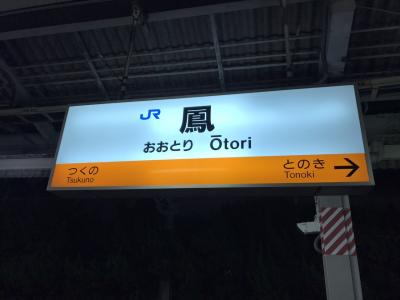 JR 鳳
おおとり Ōtori
つくの とのき →
Tsukuno Tonoki